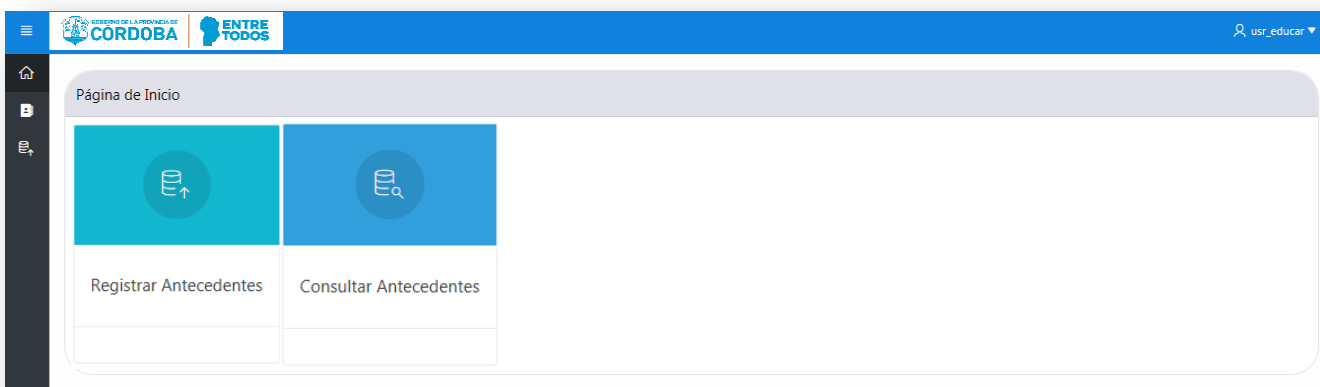 GOBIERNO DE LA PROVINCIA DE
CÓRDOBA
ENTRE
TODOS
usr_educar
Página de Inicio
Registrar Antecedentes
Consultar Antecedentes